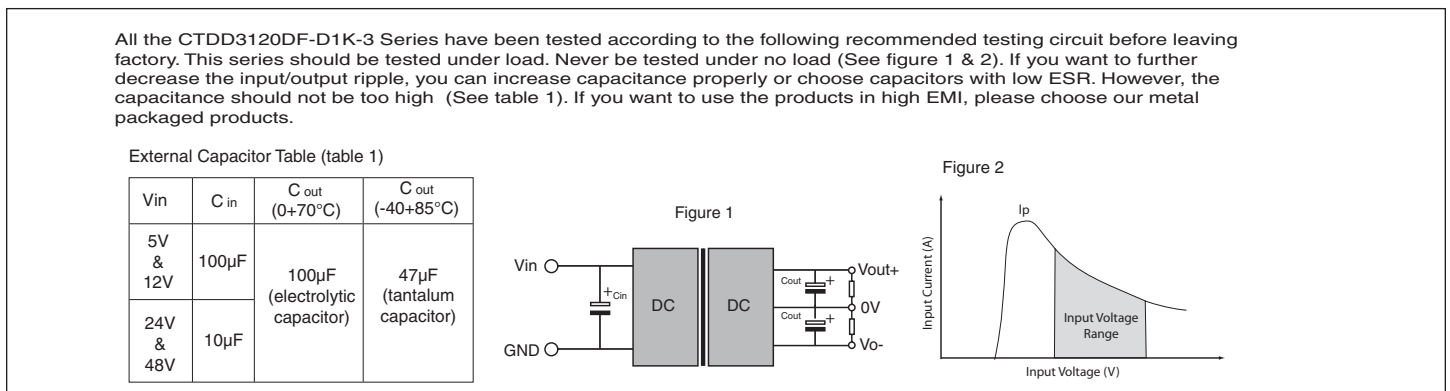 All the CTDD3120DF-D1K-3 Series have been tested according to the following recommended testing circuit before leaving
factory. This series should be tested under load. Never be tested under no load (See figure 1 & 2). If you want to further
decrease the input/output ripple, you can increase capacitance properly or choose capacitors with low ESR. However, the
capacitance should not be too high (See table 1). If you want to use the products in high EMI, please choose our metal
packaged products.
External Capacitor Table (table 1)
Vin
C in
C out
(0+70°C)
C out
(-40+85°C)
5V
&
12V
100µF
100µF
(electrolytic
capacitor)
47µF
(tantalum
capacitor)
24V
&
48V
10µF
Figure 1
Vin
+
Cin
GND
DC
DC
Cout
+
Cout
+
Vout+
0V
Vo-
Figure 2
Input Current (A)
Ip
Input Voltage
Range
Input Voltage (V)